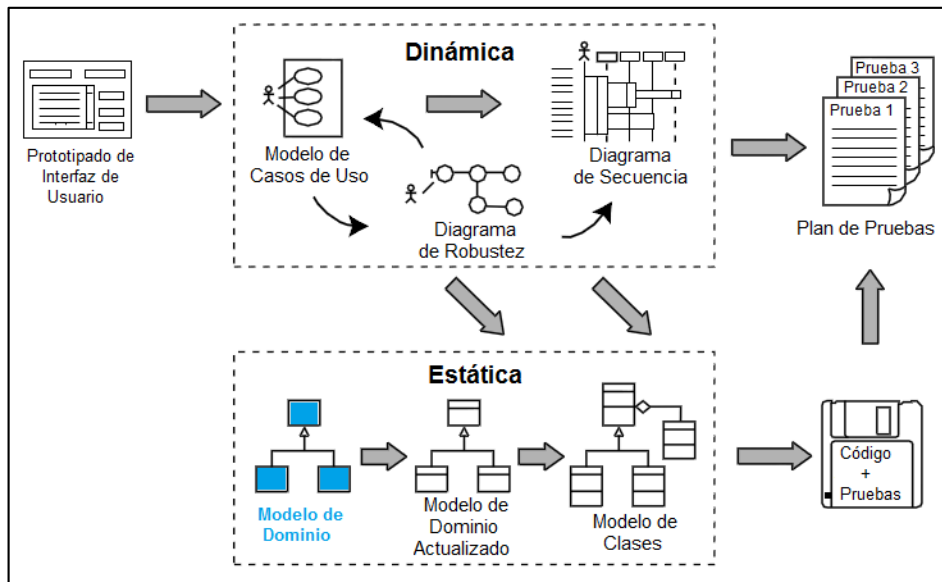 Dinámica
Prototipado de
Interfaz de
Usuario
Modelo de
Casos de Uso
Diagrama
de Robustez
Diagrama
de Secuencia
Prueba 3
Prueba 2
Prueba 1
Plan de Pruebas
Estática
Modelo de
Dominio
Modelo de
Dominio
Actualizado
Modelo de
Clases
Código
+
Pruebas